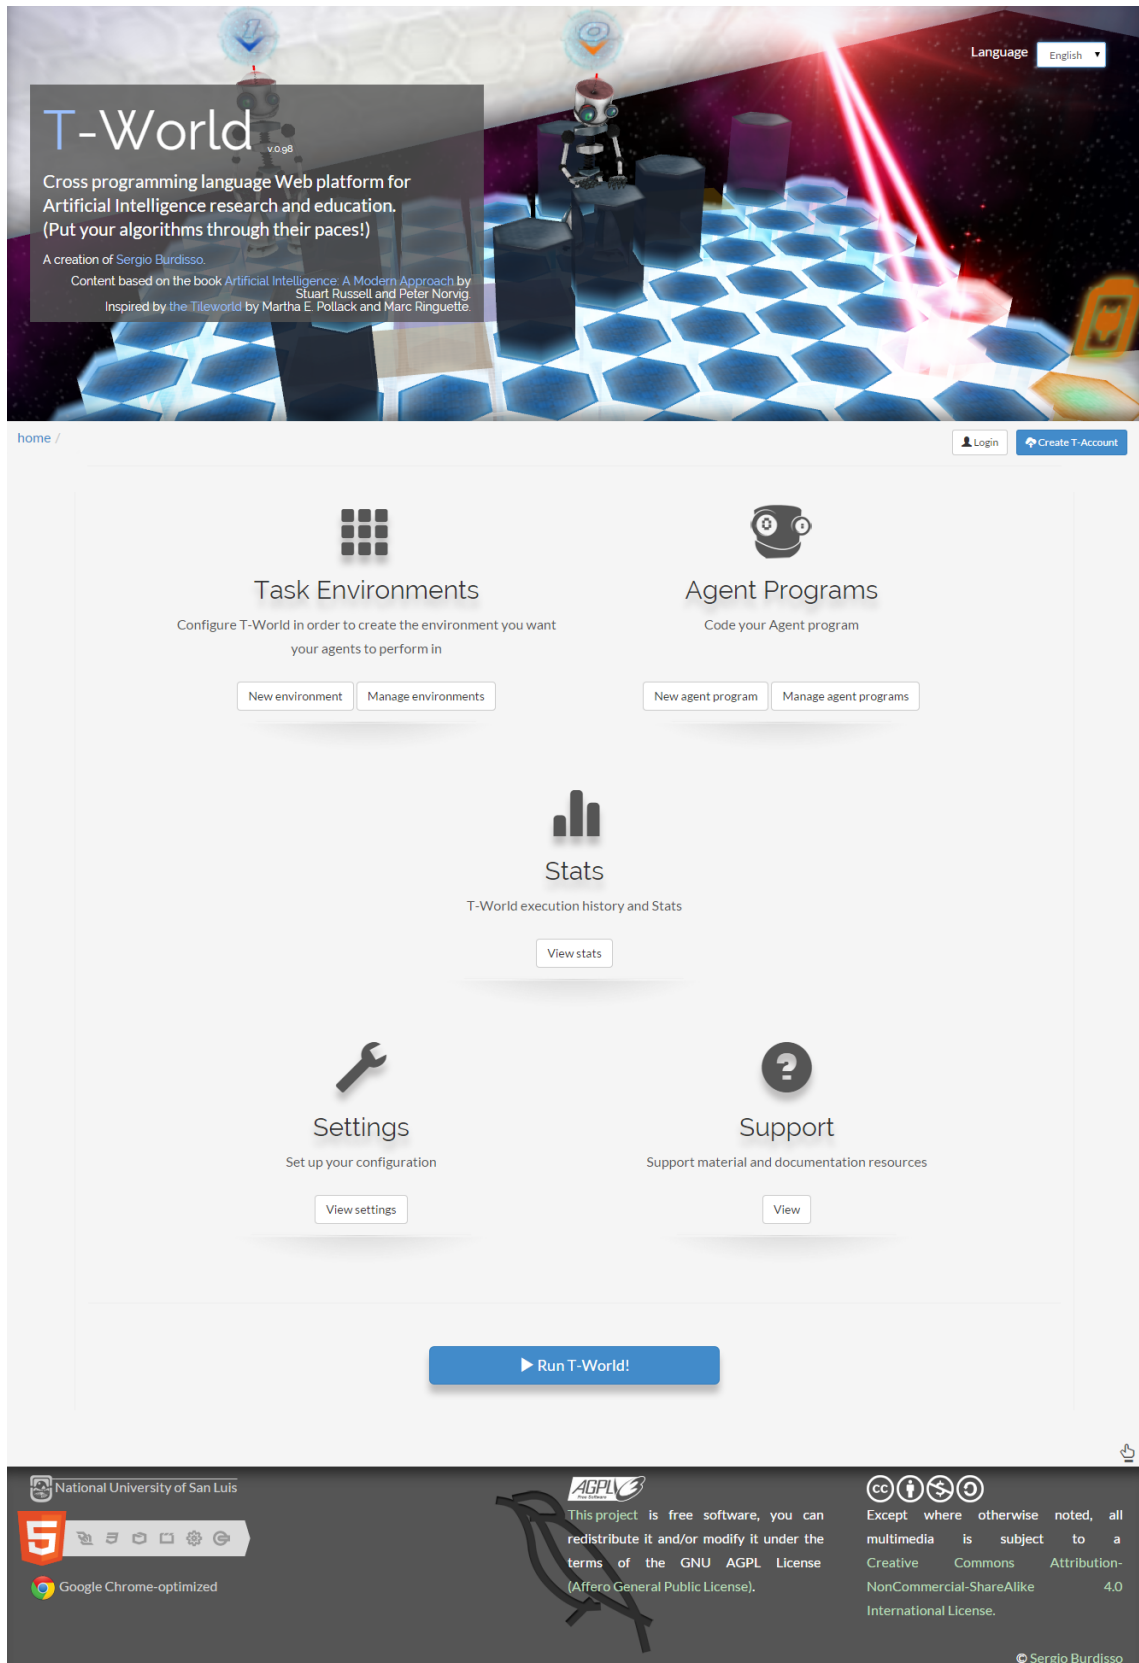 Language English
T-World v.0.98
Cross programming language Web platform for
Artificial Intelligence research and education.
(Put your algorithms through their paces!)
A creation of Sergio Burdisso.
Content based on the book Artificial Intelligence: A Modern Approach by
Stuart Russell and Peter Norvig.
Inspired by the Tileworld by Martha E. Pollack and Marc Ringuette.
home /
Login
Create T-Account
Task Environments
Configure T-World in order to create the environment you want
your agents to perform in
New environment
Manage environments
Agent Programs
Code your Agent program
New agent program
Manage agent programs
Stats
T-World execution history and Stats
View stats
Settings
Set up your configuration
View settings
Support
Support material and documentation resources
View
Run T-World!
National University of San Luis
5
Google Chrome-optimized
AGPL v3
Free Software
This project is free software, you can
redistribute it and/or modify it under the
terms of the GNU AGPL License
(Affero General Public License).
cc
Except where otherwise noted, all
multimedia is subject to a
Creative Commons Attribution-
NonCommercial-ShareAlike 4.0
International License.
© Sergio Burdisso